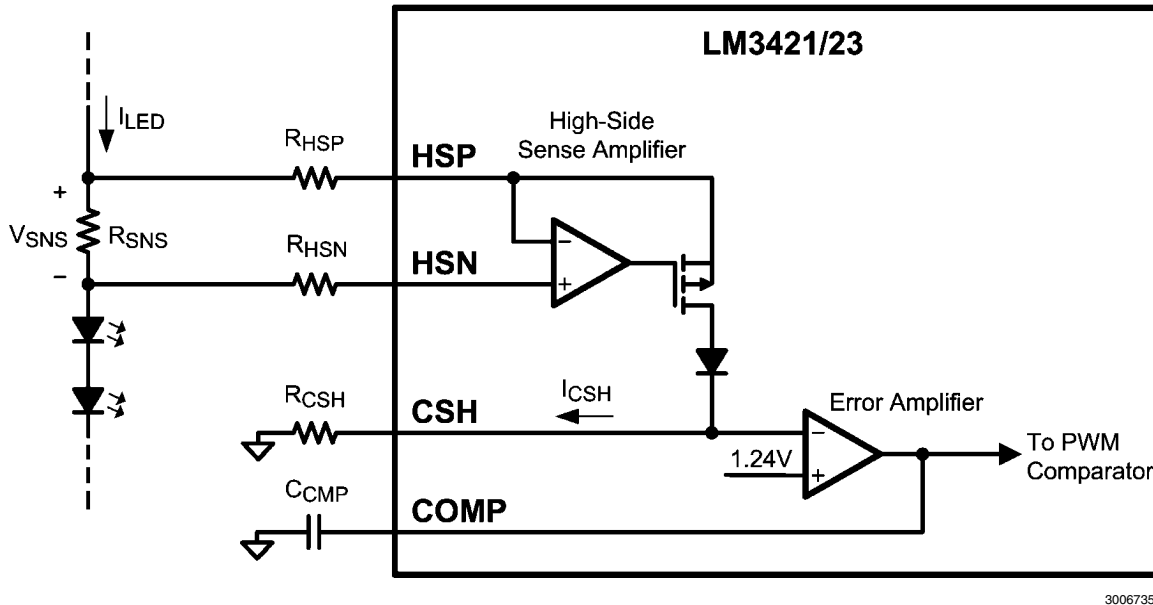 LM3421/23
ILED
RHSP
HSP
High-Side
Sense Amplifier
+
VSNS
RSNS
−
RHSN
HSN
−
+
RCSH
CSH
ICSH
Error Amplifier
−
1.24V
+
To PWM
Comparator
CCMP
COMP
3006735